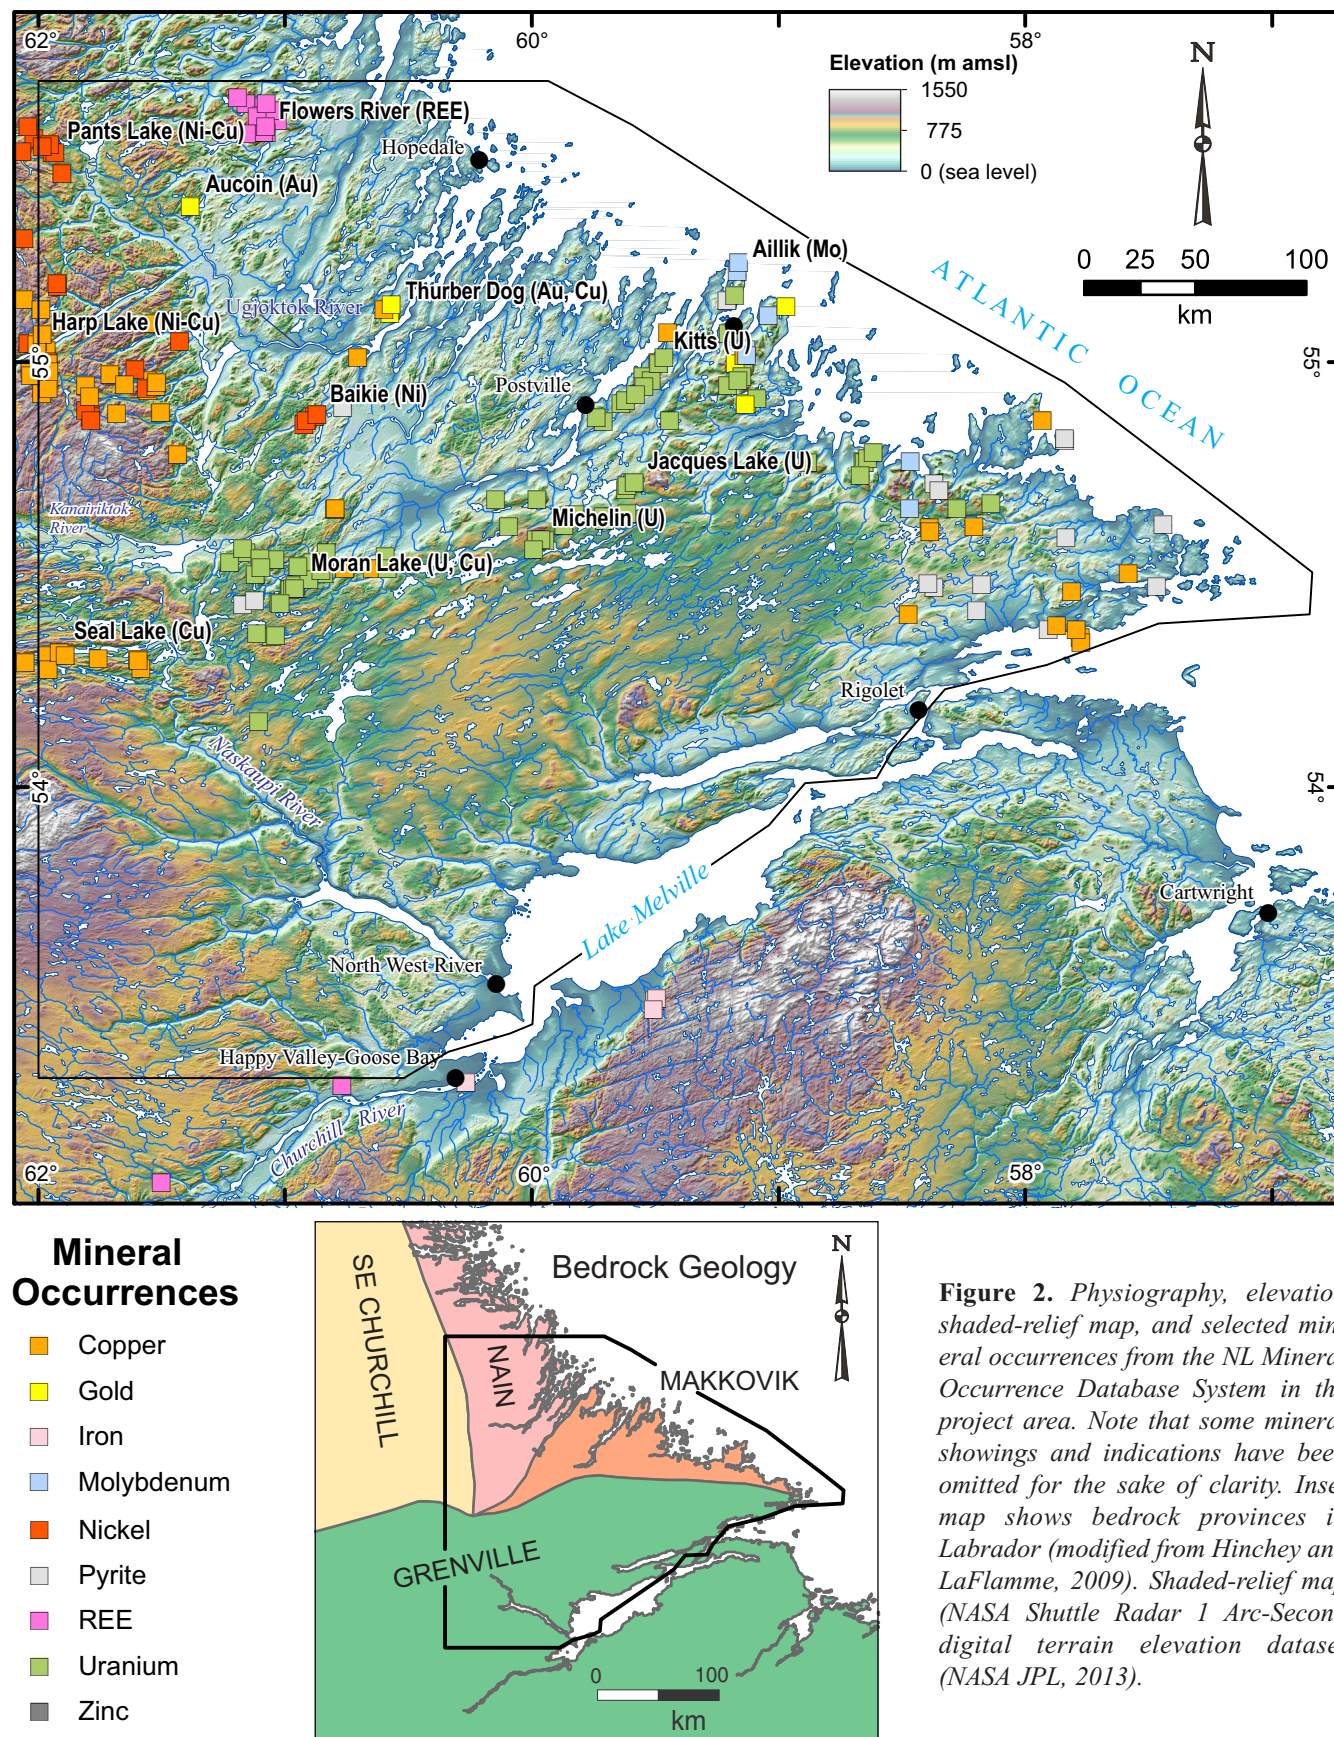 62°
60°
58°
Elevation (m amsl)
1550
775
0 (sea level)
N
0 25 50 100
km
Flowers River (REE)
Pants Lake (Ni-Cu)
Hopedale
Aucoin (Au)
Aillik (Mo)
ATLANTIC OCEAN
Thurber Dog (Au, Cu)
Ugjoktok River
Harp Lake (Ni-Cu)
Kitts (U)
55°
55°
Postville
Baikie (Ni)
Jacques Lake (U)
Kanairiktok
River
Michelin (U)
Moran Lake (U, Cu)
Seal Lake (Cu)
Rigolet
Naskaupi River
54°
54°
Lake Melville
Cartwright
North West River
Happy Valley-Goose Bay
Churchill River
62°
60°
58°
Mineral
Occurrences
Copper
Gold
Iron
Molybdenum
Nickel
Pyrite
REE
Uranium
Zinc
Bedrock Geology
N
SE CHURCHILL
NAIN
MAKKOVIK
GRENVILLE
0 100
km
Figure 2. Physiography, elevatio
shaded-relief map, and selected min
eral occurrences from the NL Minera
Occurrence Database System in th
project area. Note that some minera
showings and indications have bee
omitted for the sake of clarity. Inse
map shows bedrock provinces i
Labrador (modified from Hinchey an
LaFlamme, 2009). Shaded-relief ma
(NASA Shuttle Radar 1 Arc-Secon
digital terrain elevation datase
(NASA JPL, 2013).